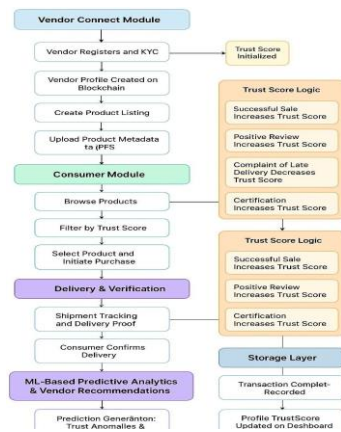 Vendor Connect Module
Vendor Registers and KYC
Trust Score
Initialized
Vendor Profile Created on
Blockchain
Create Product Listing
Upload Product Metadata
ta (PFS
Consumer Module
Browse Products
Filter by Trust Score
Select Product and
Initiate Purchase
Delivery & Verification
Shipment Tracking
and Delivery Proof
Consumer Confirms
Delivery
ML-Based Predictive Analytics
& Vendor Recommendations
Prediction Generänton:
Trust Anomalies &
Trust Score Logic
Successful Sale
Increases Trust Score
Positive Review
Increases Trust Score
Complaint of Late
Delivery Decreases
Trust Score
Certification
Increases Trust Score
Trust Score Logic
Successful Sale
Increases Trust Score
Positive Review
Increases Trust Score
Certification
Increases Trust Score
Storage Layer
Transaction Complet-
Recorded
Profile TrustScore
Updated on Deshboard